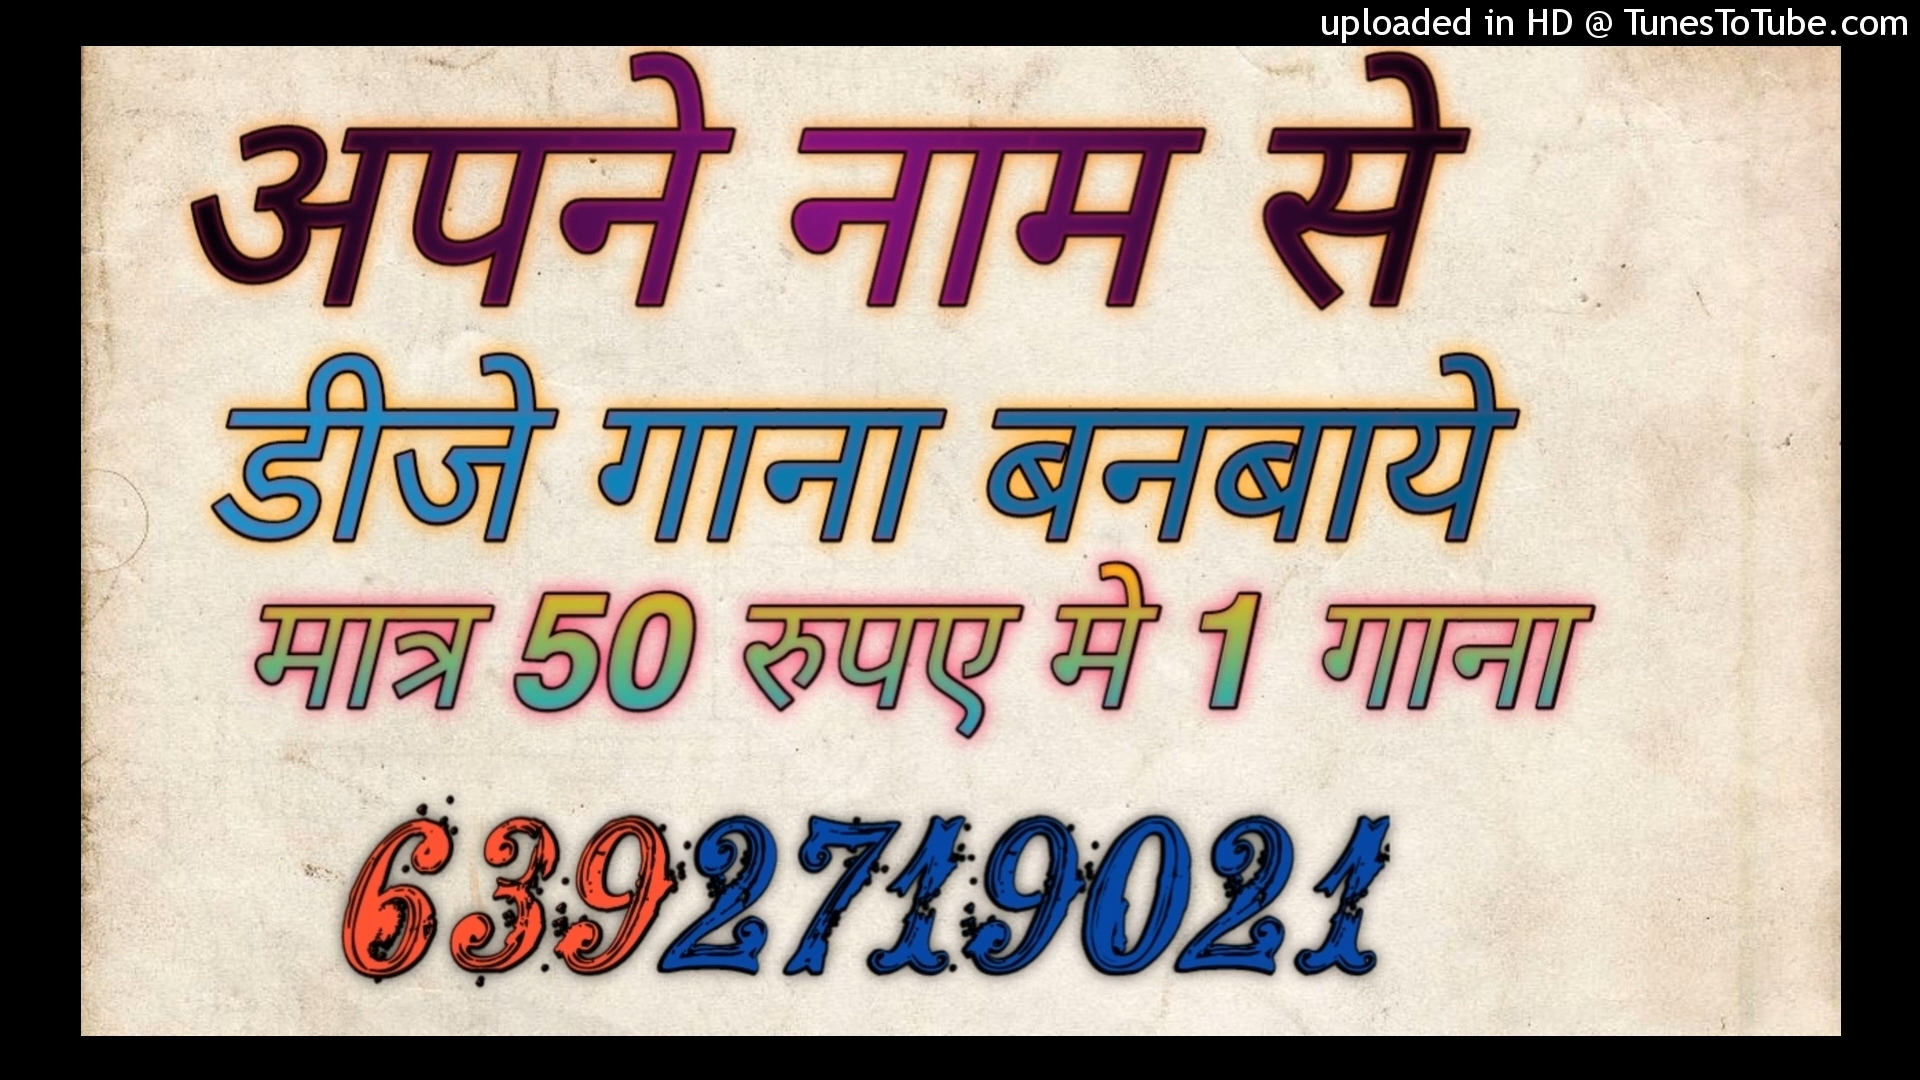 uploaded in HD @ TunesToTube.com
अपने नाम से
डीजे गाना बनबाये
मात्र 50 रुपए मे 1 गाना
6392719021